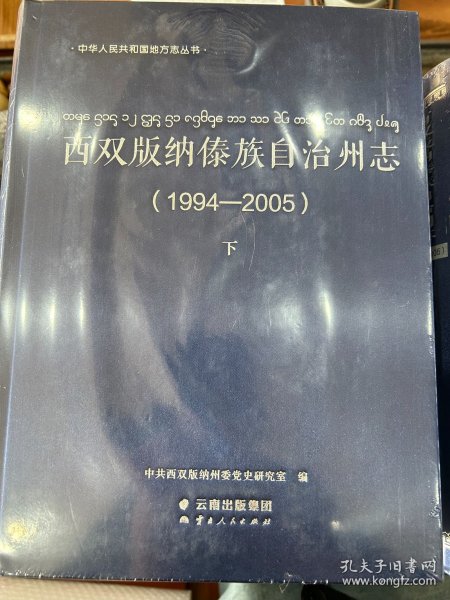 ·中华人民共和国地方志丛书·
西双版纳傣族自治州志
（1994—2005）
下
中共西双版纳州委党史研究室 编
云南出版集团
云南人民出版社
孔夫子旧书网
www.kongfz.com